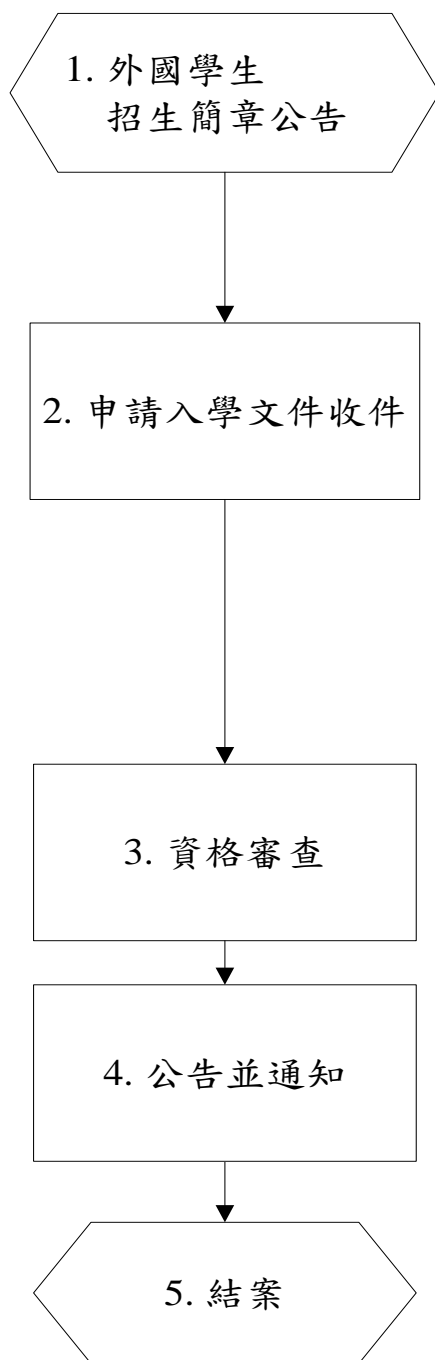 1. 外國學生
招生簡章公告
2. 申請入學文件收件
3. 資格審查
4. 公告並通知
5. 結案